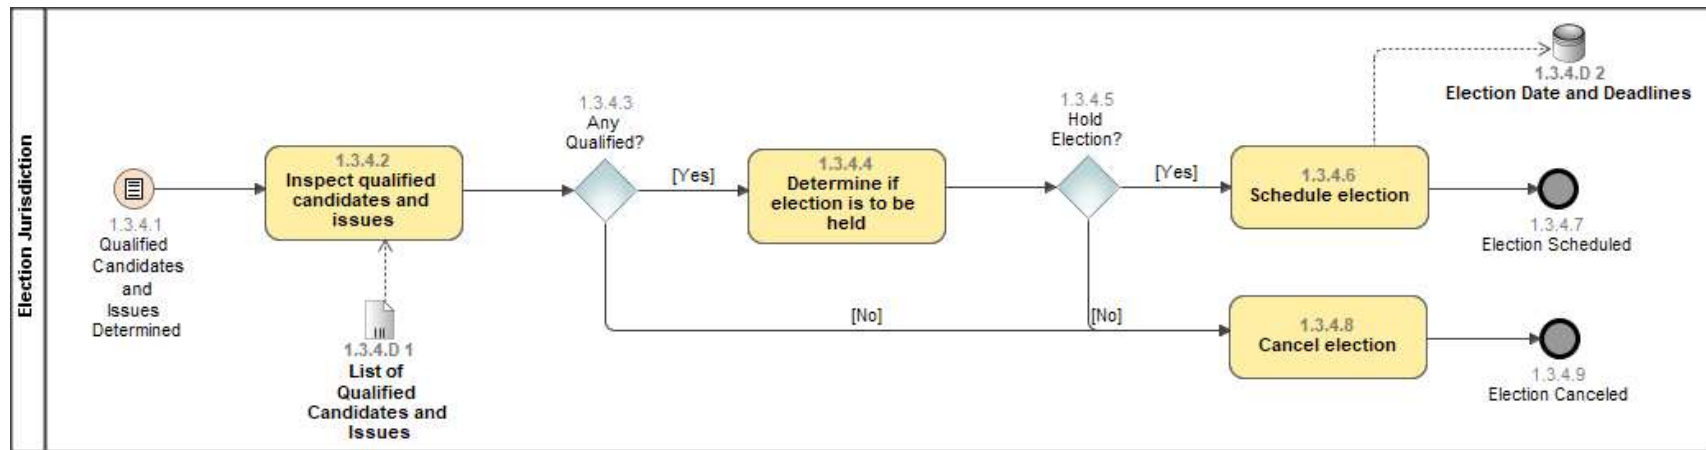 Election Jurisdiction
1.3.4.1
Qualified
Candidates
and
Issues
Determined
1.3.4.2
Inspect qualified
candidates and
issues
1.3.4.D 1
List of
Qualified
Candidates and
Issues
1.3.4.3
Any
Qualified?
[Yes]
[No]
1.3.4.4
Determine if
election is to be
held
1.3.4.5
Hold
Election?
[Yes]
[No]
1.3.4.6
Schedule election
1.3.4.D 2
Election Date and Deadlines
1.3.4.7
Election Scheduled
1.3.4.8
Cancel election
1.3.4.9
Election Canceled